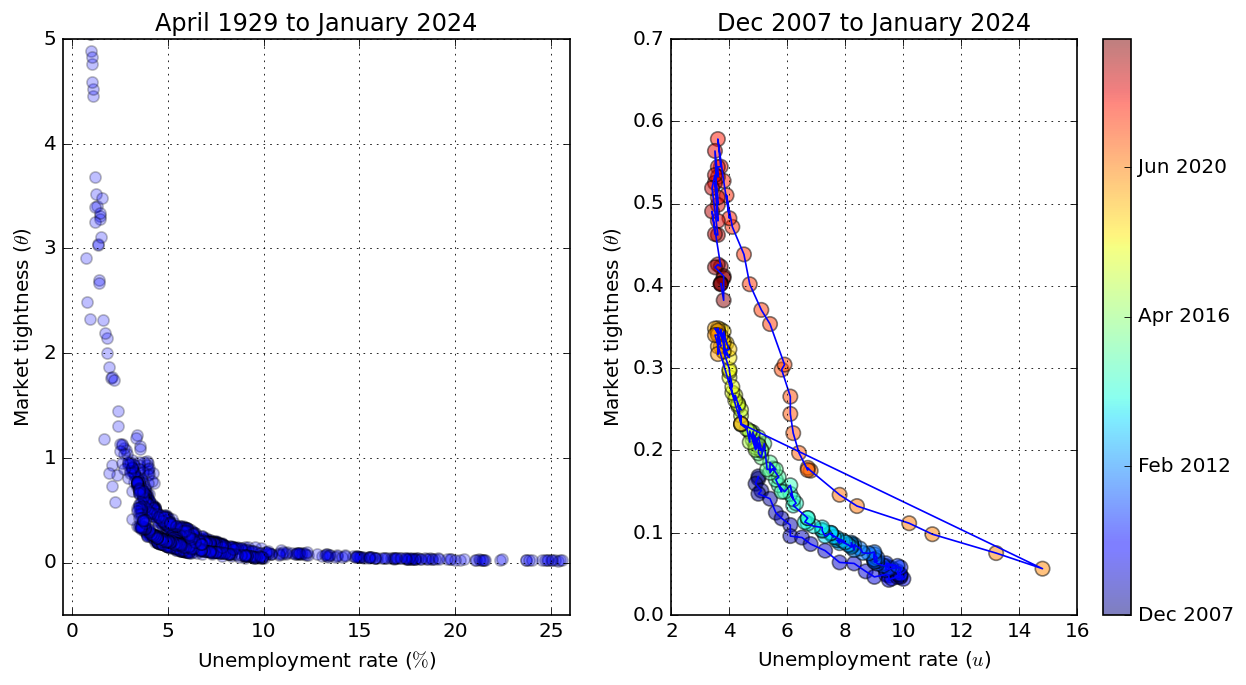 April 1929 to January 2024
Dec 2007 to January 2024
5
4
3
2
1
0
Market tightness (θ)
0 5 10 15 20 25
Unemployment rate (%)
0.7
0.6
0.5
0.4
0.3
0.2
0.1
0.0
Market tightness (θ)
2 4 6 8 10 12 14 16
Unemployment rate (u)
Jun 2020
Apr 2016
Feb 2012
Dec 2007